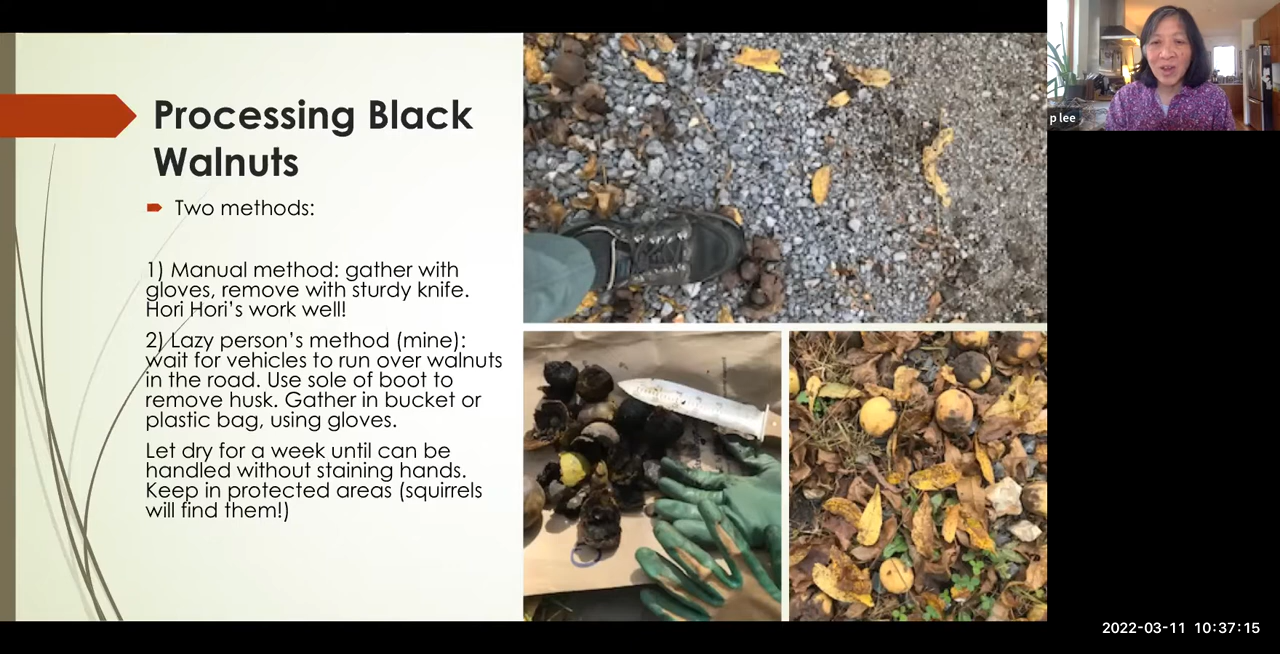 Processing Black
Walnuts
Two methods:
1) Manual method: gather with
gloves, remove with sturdy knife.
Hori Hori's work well!
2) Lazy person's method (mine):
wait for vehicles to run over walnuts
in the road. Use sole of boot to
remove husk. Gather in bucket or
plastic bag, using gloves.
Let dry for a week until can be
handled without staining hands.
Keep in protected areas (squirrels
will find them!)
p lee
2022-03-11 10:37:15